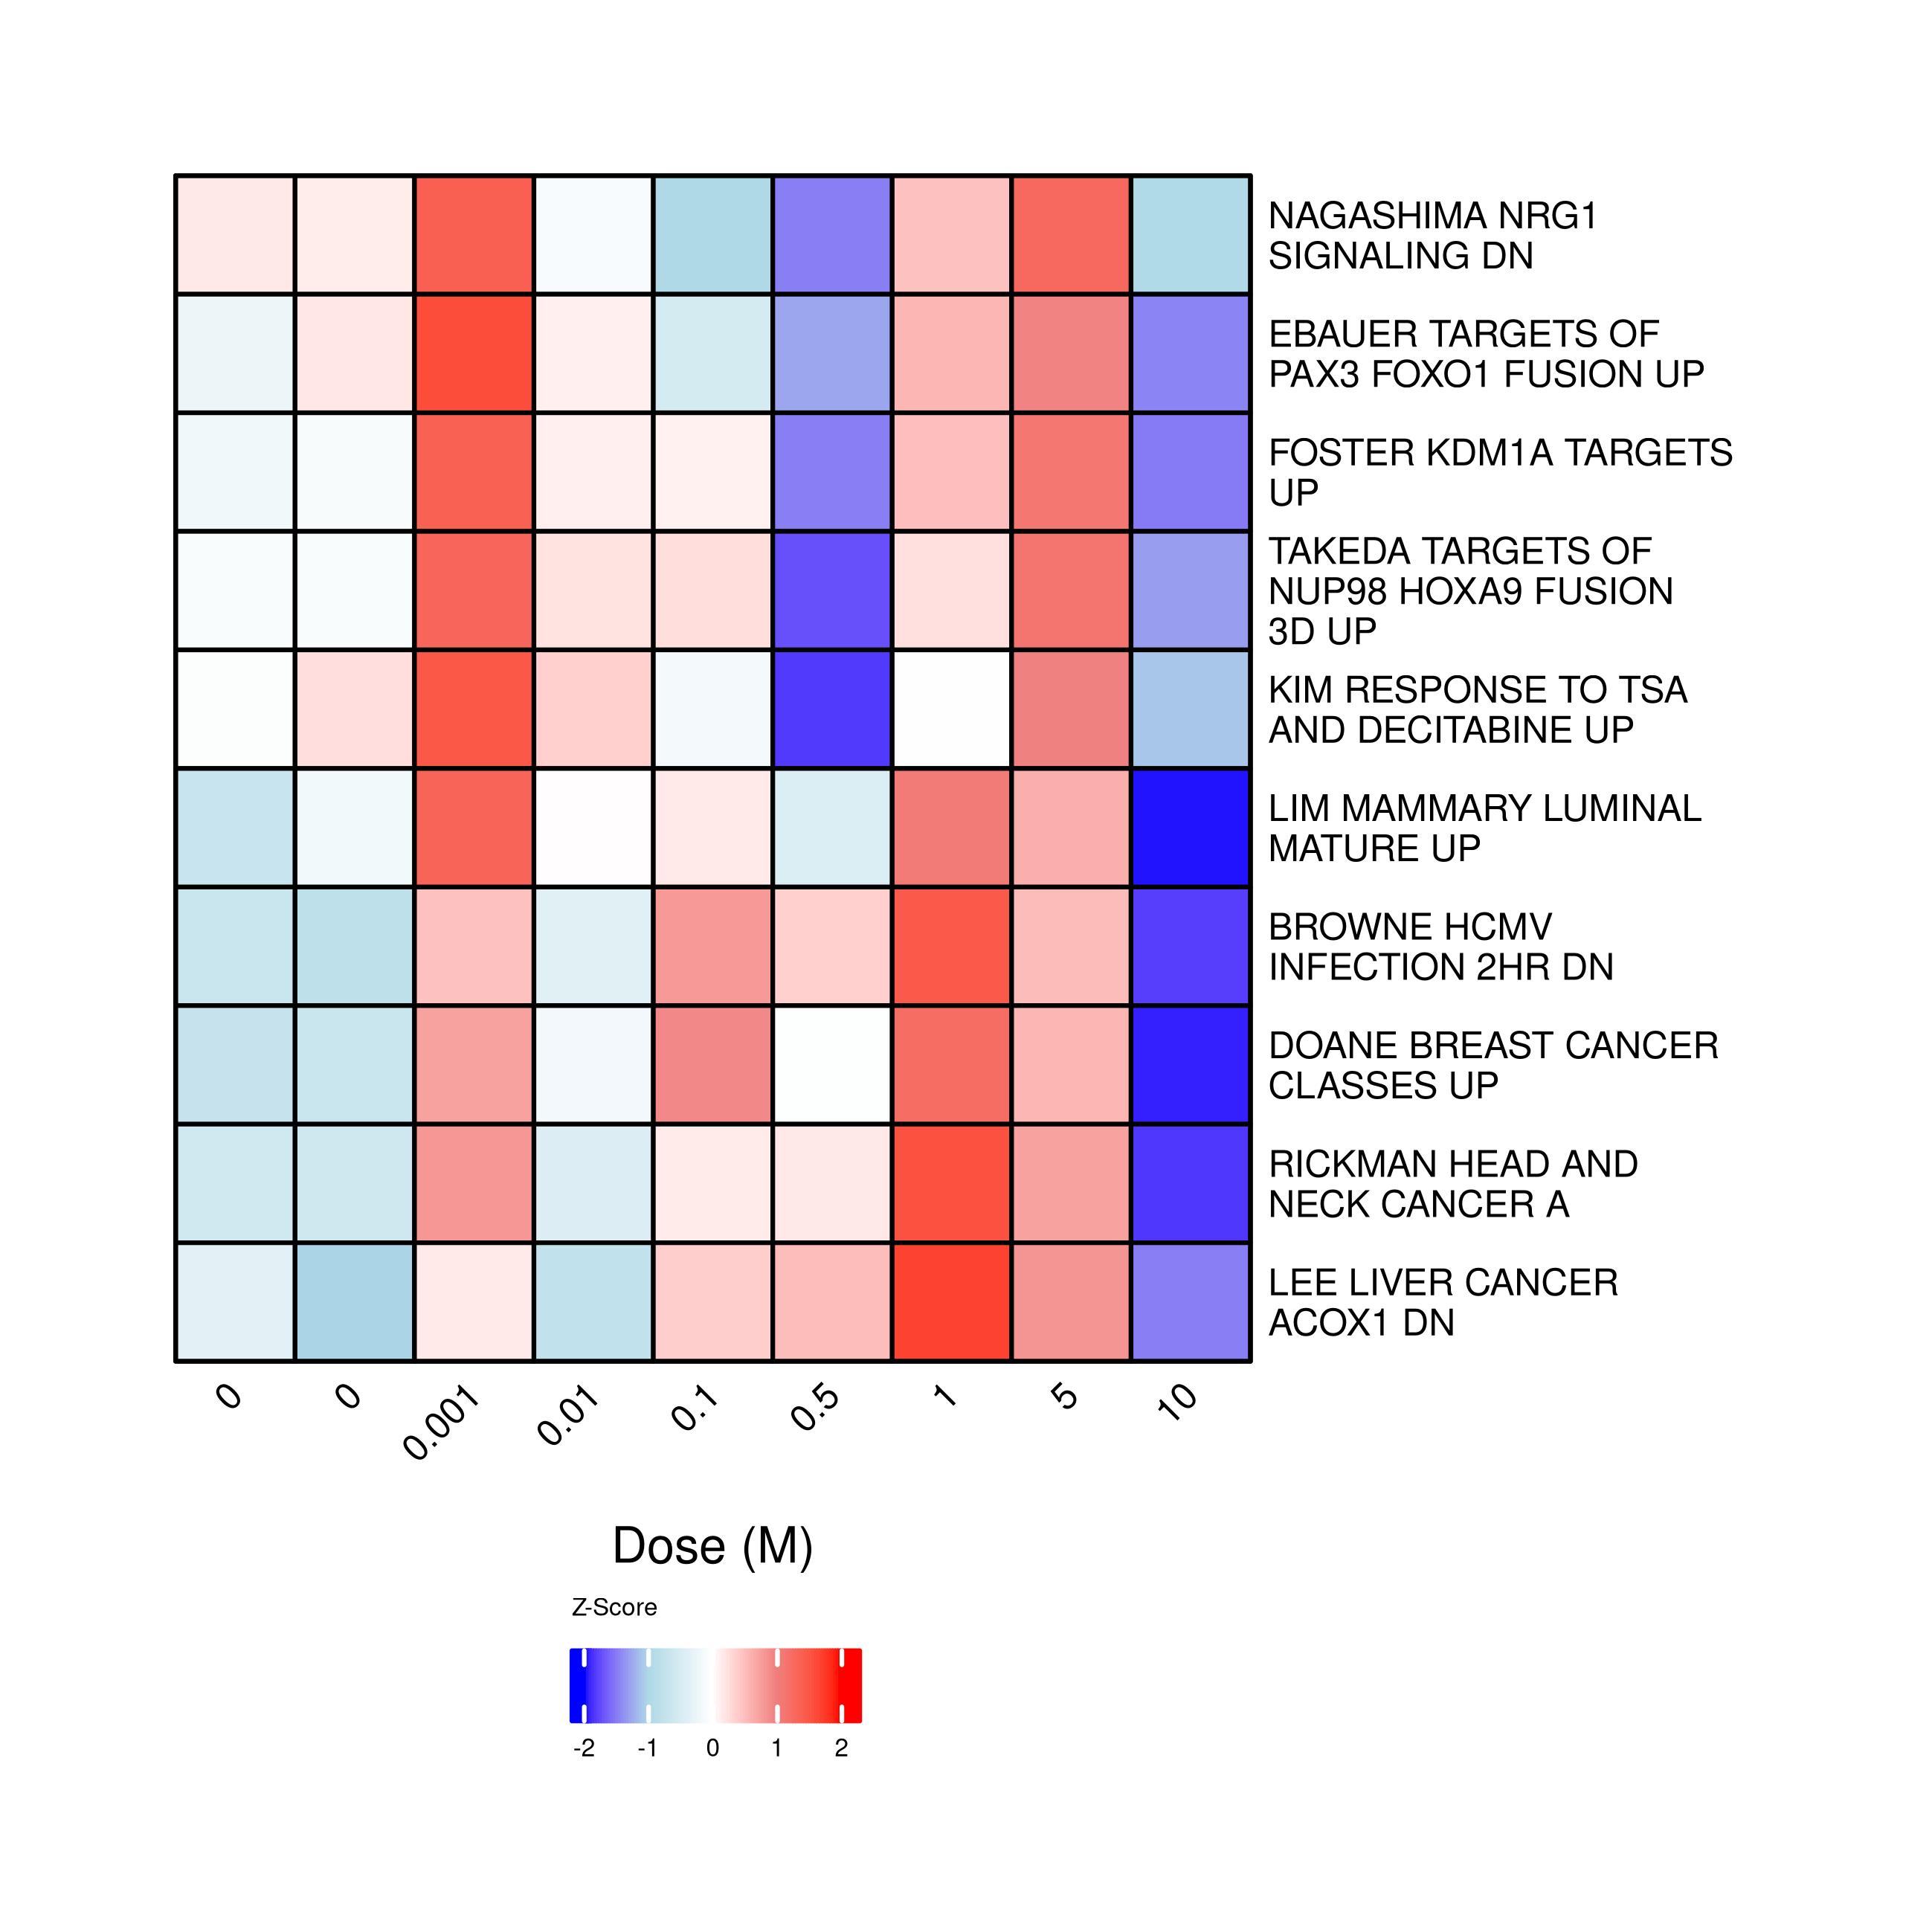 NAGASHIMA NRG1
SIGNALING DN
EBAUER TARGETS OF
PAX3 FOXO1 FUSION UP
FOSTER KDM1A TARGETS
UP
TAKEDA TARGETS OF
NUP98 HOXA9 FUSION
3D UP
KIM RESPONSE TO TSA
AND DECITABINE UP
LIM MAMMARY LUMINAL
MATURE UP
BROWNE HCMV
INFECTION 2HR DN
DOANE BREAST CANCER
CLASSES UP
RICKMAN HEAD AND
NECK CANCER A
LEE LIVER CANCER
ACOX1 DN
0 0 0.001 0.01 0.1 0.5 1 5 10
Dose (M)
Z-Score
-2 -1 0 1 2